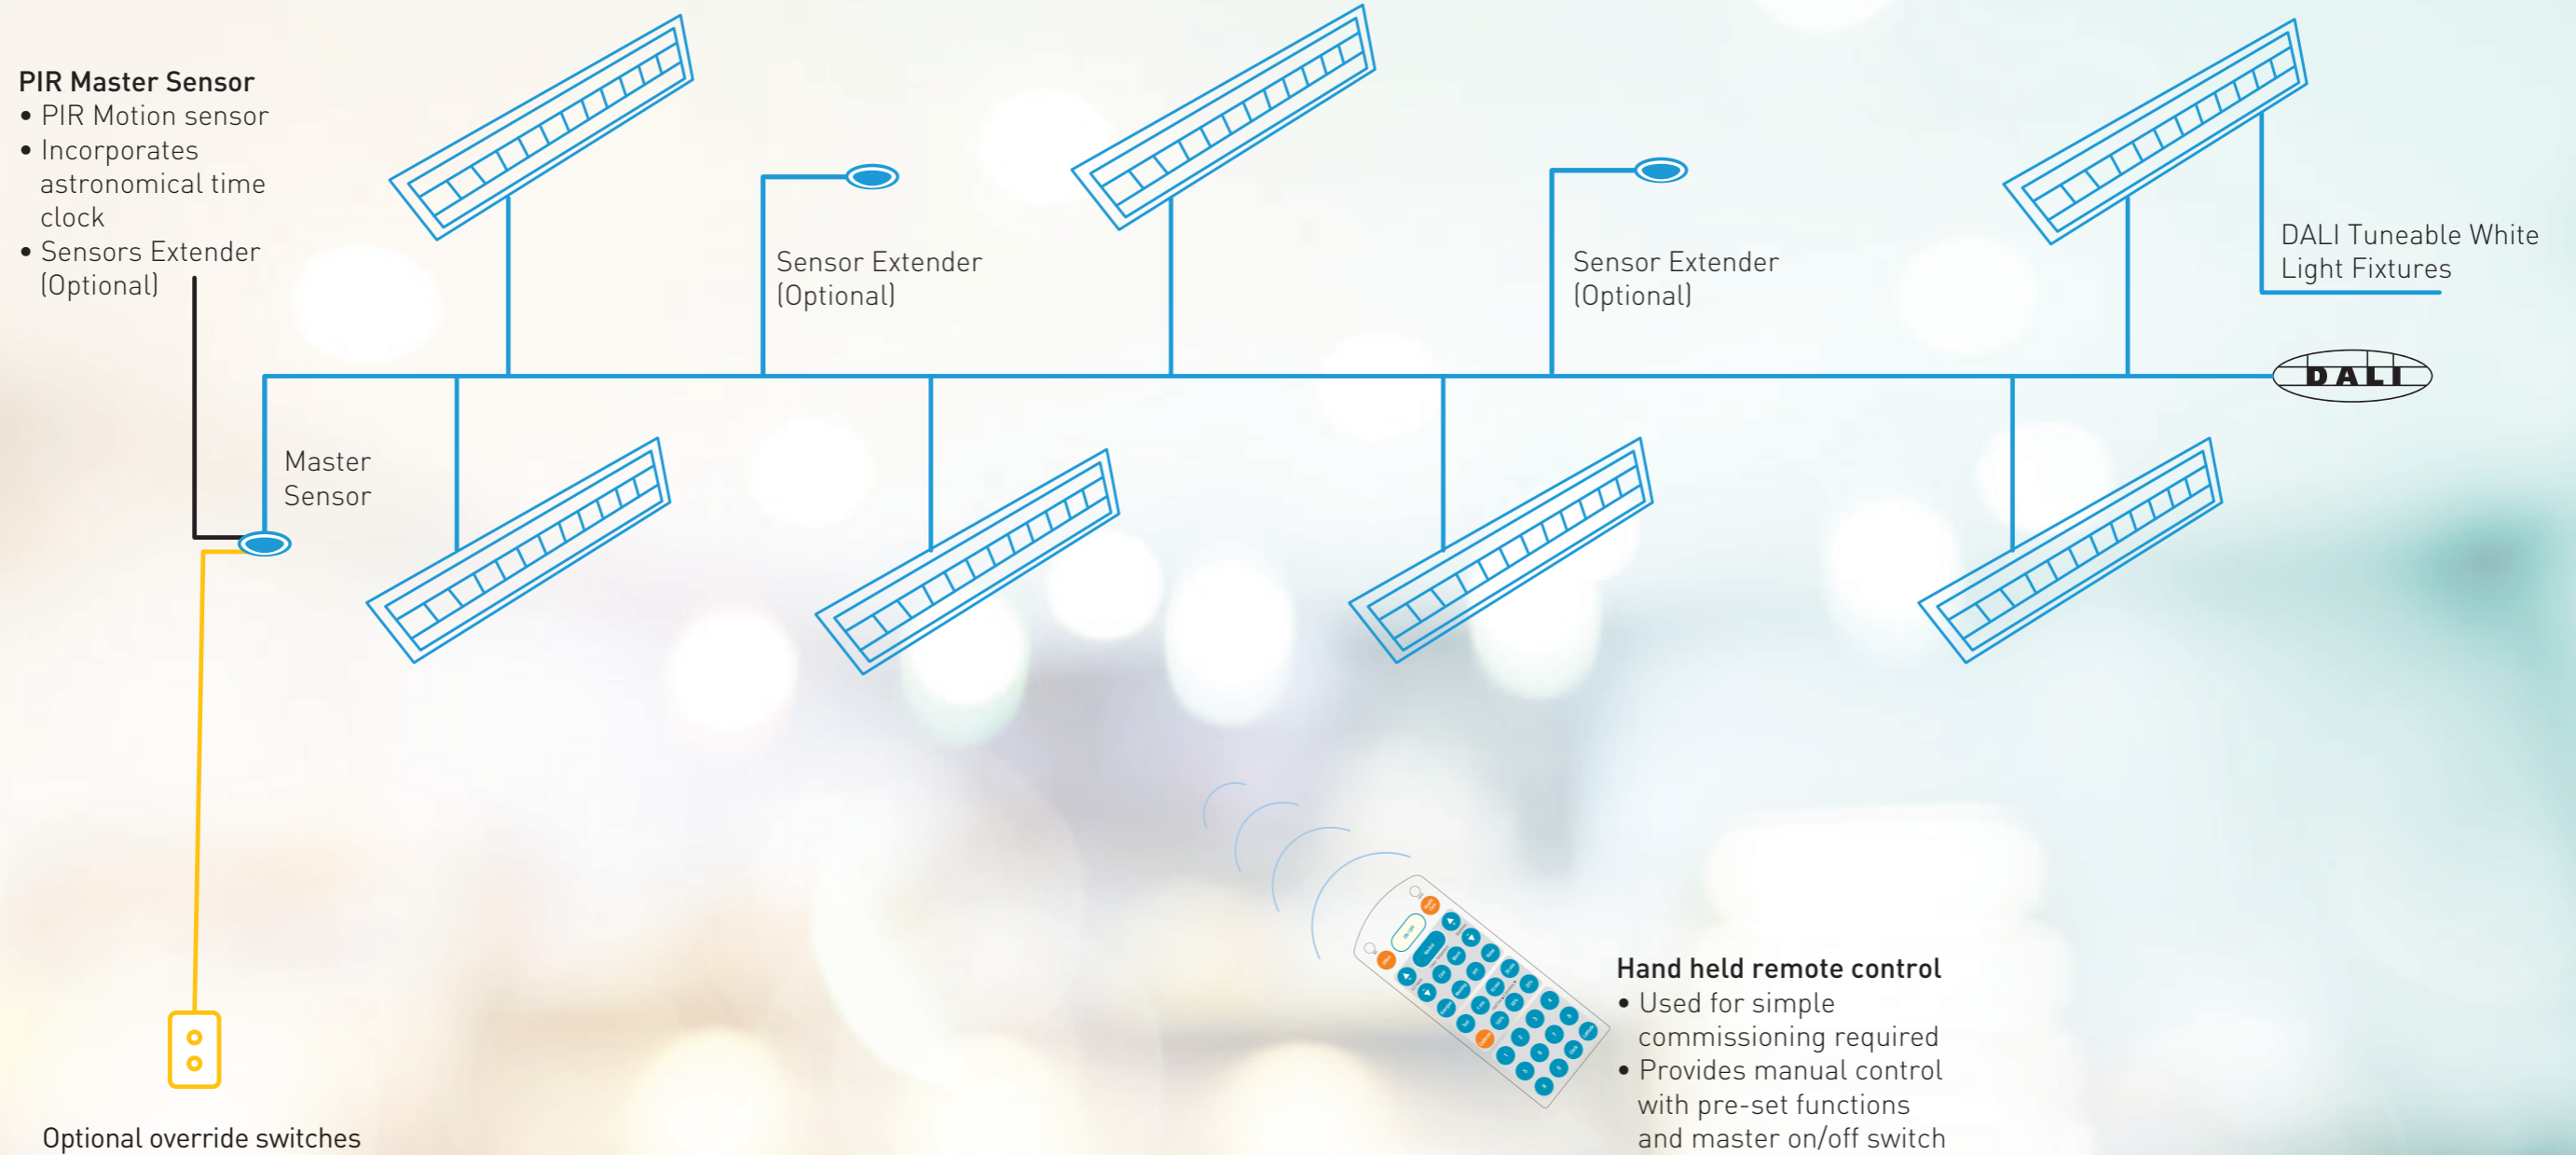 PIR Master Sensor
• PIR Motion sensor
• Incorporates
astronomical time
clock
• Sensors Extender
(Optional)
Sensor Extender
(Optional)
Sensor Extender
(Optional)
DALI Tuneable White
Light Fixtures
DALI
Master
Sensor
Hand held remote control
• Used for simple
commissioning required
• Provides manual control
with pre-set functions
and master on/off switch
Optional override switches